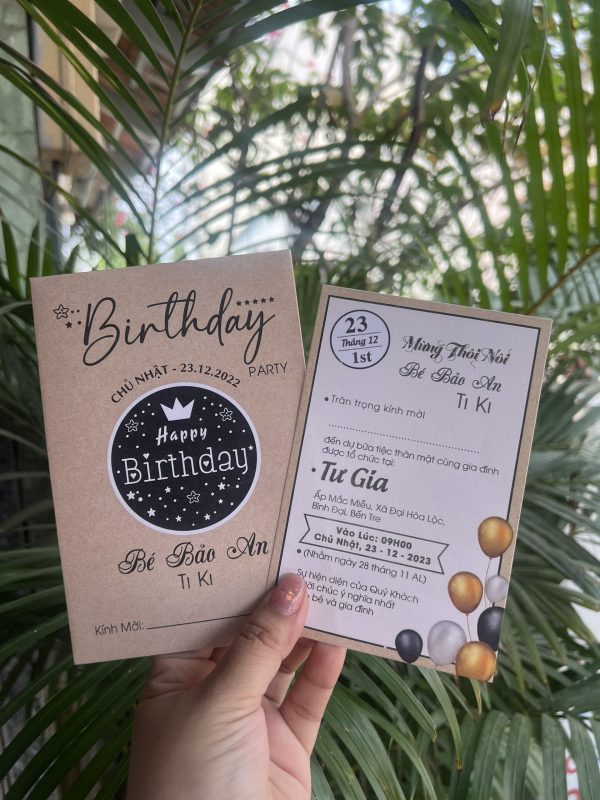 Birthday
PARTY
CHỦ NHẬT - 23.12.2022
Happy
Birthday
Bé Bảo An
Ti Ki
Kính Mời:
23
Tháng 12
1st
Mừng Thôi Nôi
Bé Bảo An
Ti Ki
Trân trọng kính mời
đến dự bữa tiệc thân mật cùng gia đình
được tổ chức tại:
Tư Gia
Ấp Mắc Miễu, Xã Đại Hòa Lộc,
Bình Đại, Bến Tre
Vào Lúc: 09H00
Chủ Nhật, 23 - 12 - 2023
(Nhằm ngày 28 tháng 11 AL)
Sự hiện diện của Quý Khách
lời chúc ý nghĩa nhất
bé và gia đình